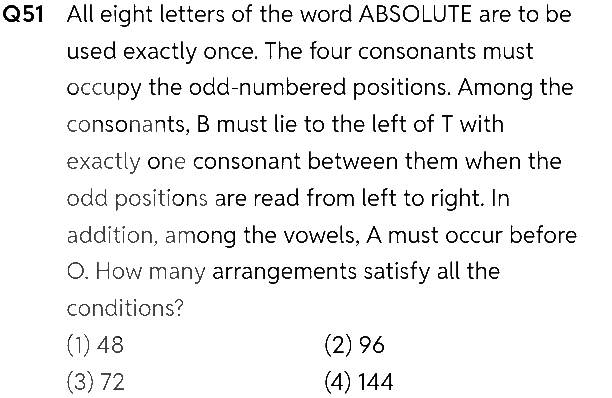 Q51 All eight letters of the word ABSOLUTE are to be
used exactly once. The four consonants must
occupy the odd-numbered positions. Among the
consonants, B must lie to the left of T with
exactly one consonant between them when the
odd positions are read from left to right. In
addition, among the vowels, A must occur before
O. How many arrangements satisfy all the
conditions?
(1) 48 (2) 96
(3) 72 (4) 144